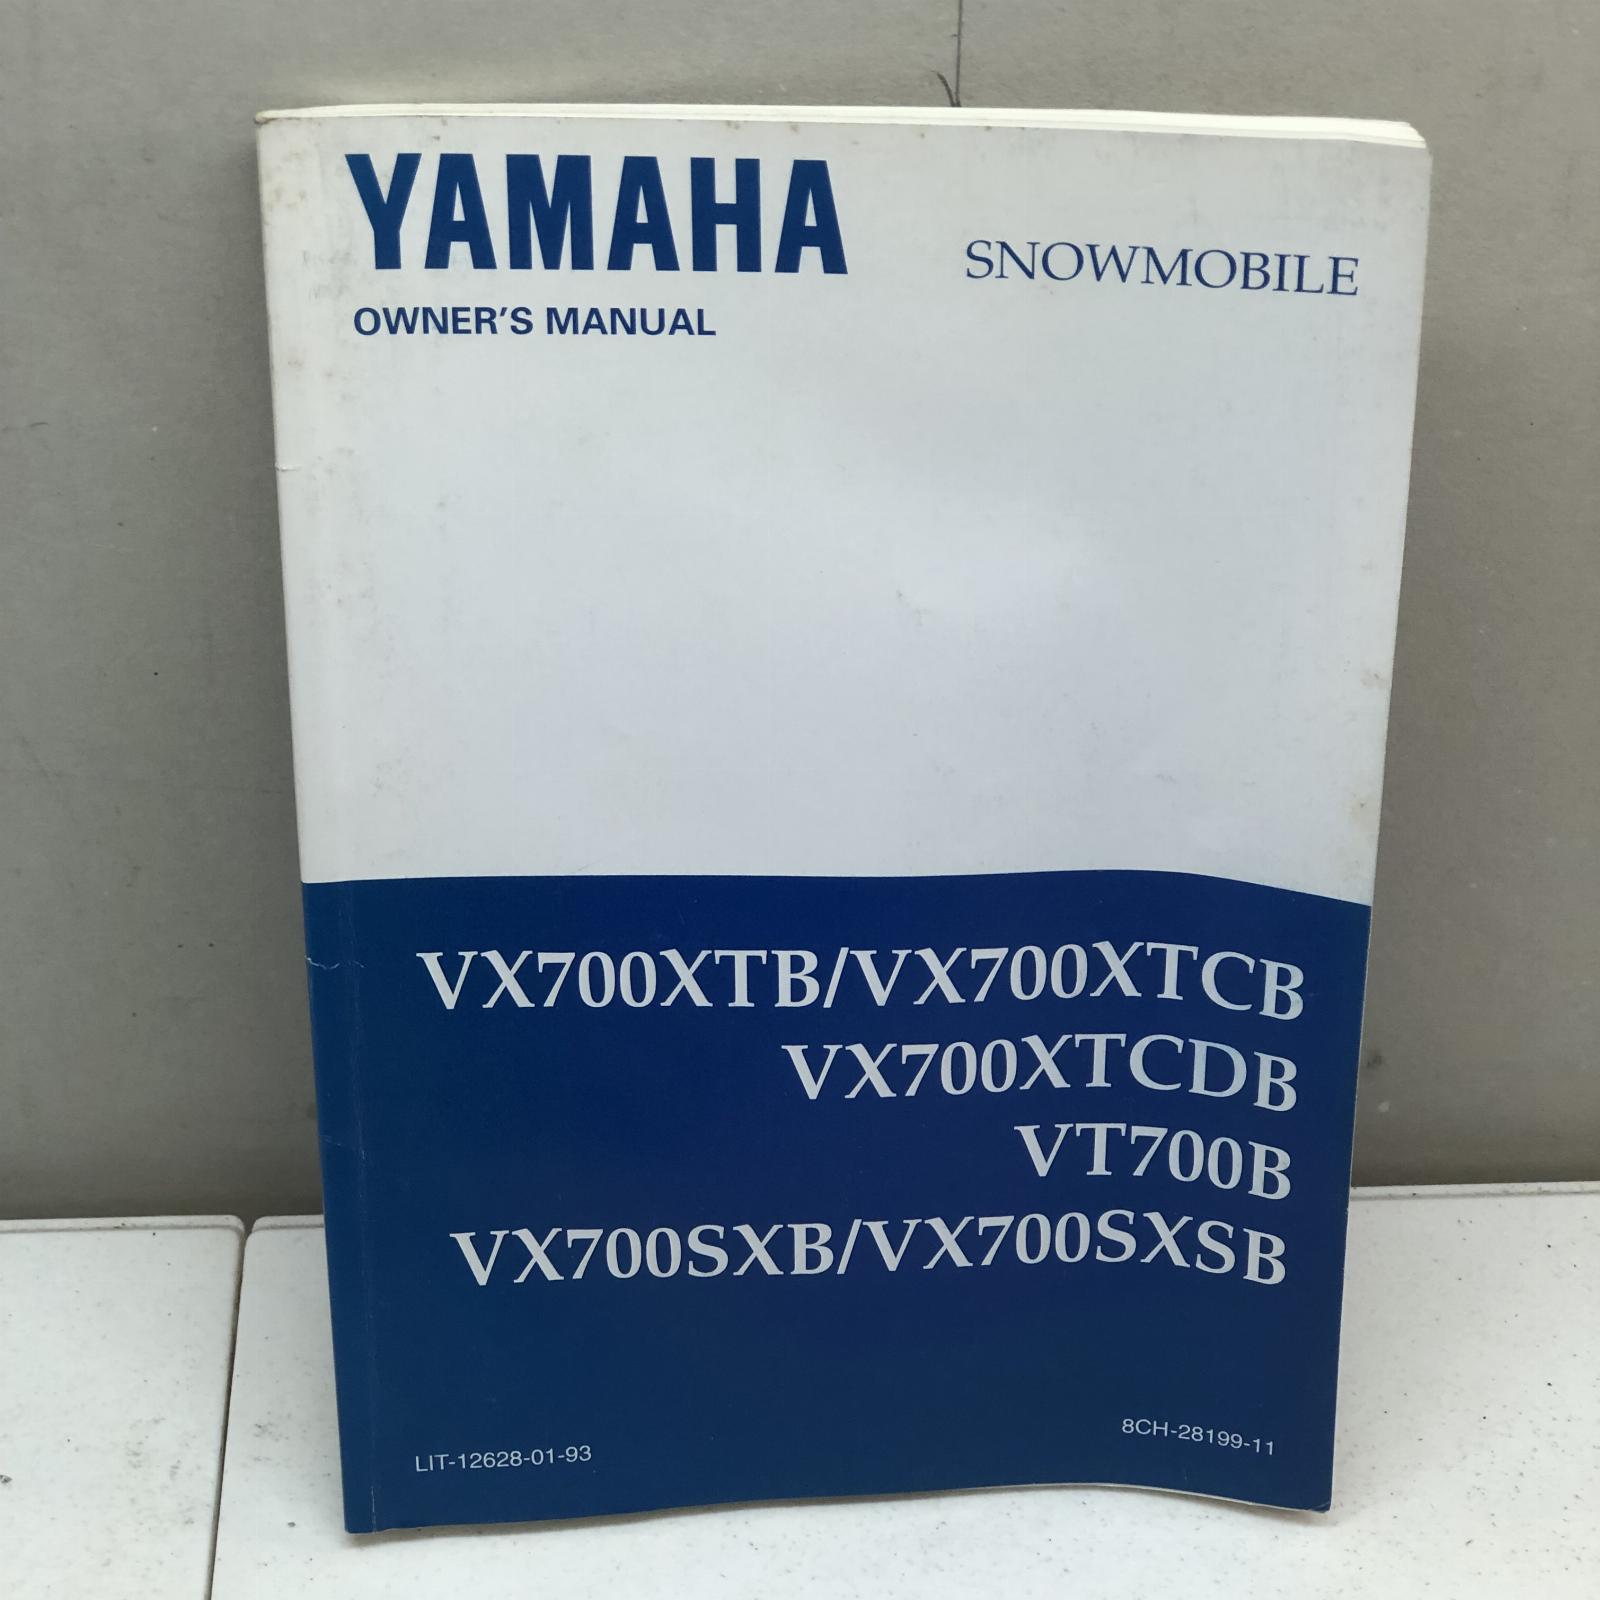 YAMAHA
SNOWMOBILE
OWNER'S MANUAL
VX700XTB/VX700XTCB
VX700XTCDB
VT700B
VX700SXB/VX700SXSB
LIT-12628-01-93
8CH-28199-11